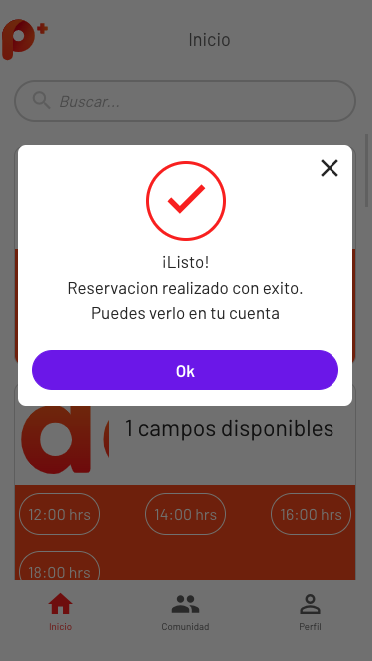 p+
Inicio
Buscar...
¡Listo!
Reservacion realizado con exito.
Puedes verlo en tu cuenta
Ok
1 campos disponibles
12:00 hrs
14:00 hrs
16:00 hrs
18:00 hrs
Inicio
Comunidad
Perfil